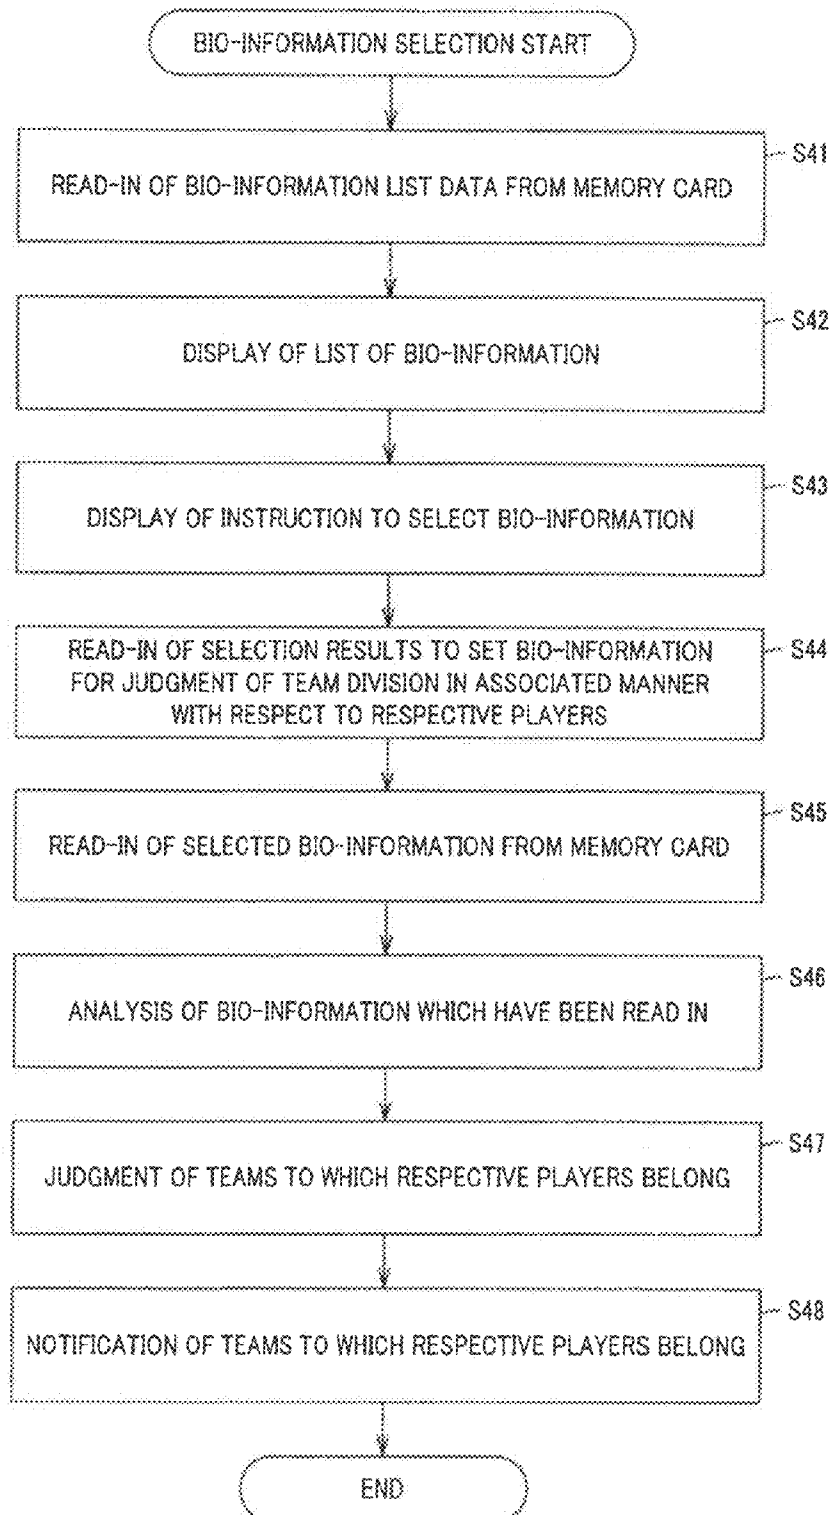 BIO-INFORMATION SELECTION START
S41
READ-IN OF BIO-INFORMATION LIST DATA FROM MEMORY CARD
S42
DISPLAY OF LIST OF BIO-INFORMATION
S43
DISPLAY OF INSTRUCTION TO SELECT BIO-INFORMATION
S44
READ-IN OF SELECTION RESULTS TO SET BIO-INFORMATION
FOR JUDGMENT OF TEAM DIVISION IN ASSOCIATED MANNER
WITH RESPECT TO RESPECTIVE PLAYERS
S45
READ-IN OF SELECTED BIO-INFORMATION FROM MEMORY CARD
S46
ANALYSIS OF BIO-INFORMATION WHICH HAVE BEEN READ IN
S47
JUDGMENT OF TEAMS TO WHICH RESPECTIVE PLAYERS BELONG
S48
NOTIFICATION OF TEAMS TO WHICH RESPECTIVE PLAYERS BELONG
END